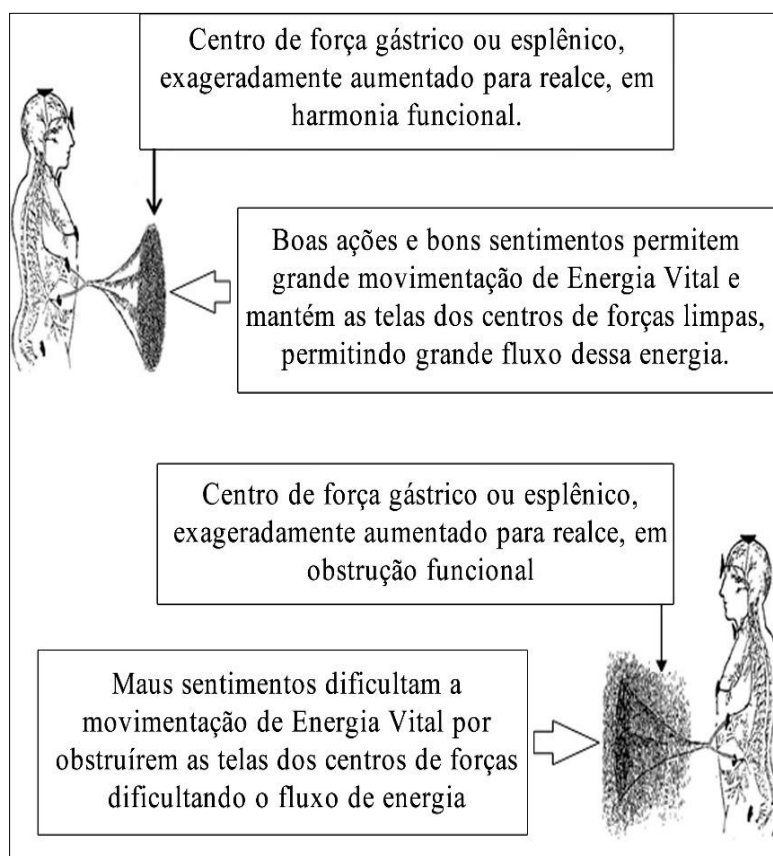 Centro de força gástrico ou esplênico,
exageradamente aumentado para realce, em
harmonia funcional.
Boas ações e bons sentimentos permitem
grande movimentação de Energia Vital e
mantém as telas dos centros de forças limpas,
permitindo grande fluxo dessa energia.
Centro de força gástrico ou esplênico,
exageradamente aumentado para realce, em
obstrução funcional
Maus sentimentos dificultam a
movimentação de Energia Vital por
obstruírem as telas dos centros de forças
dificultando o fluxo de energia